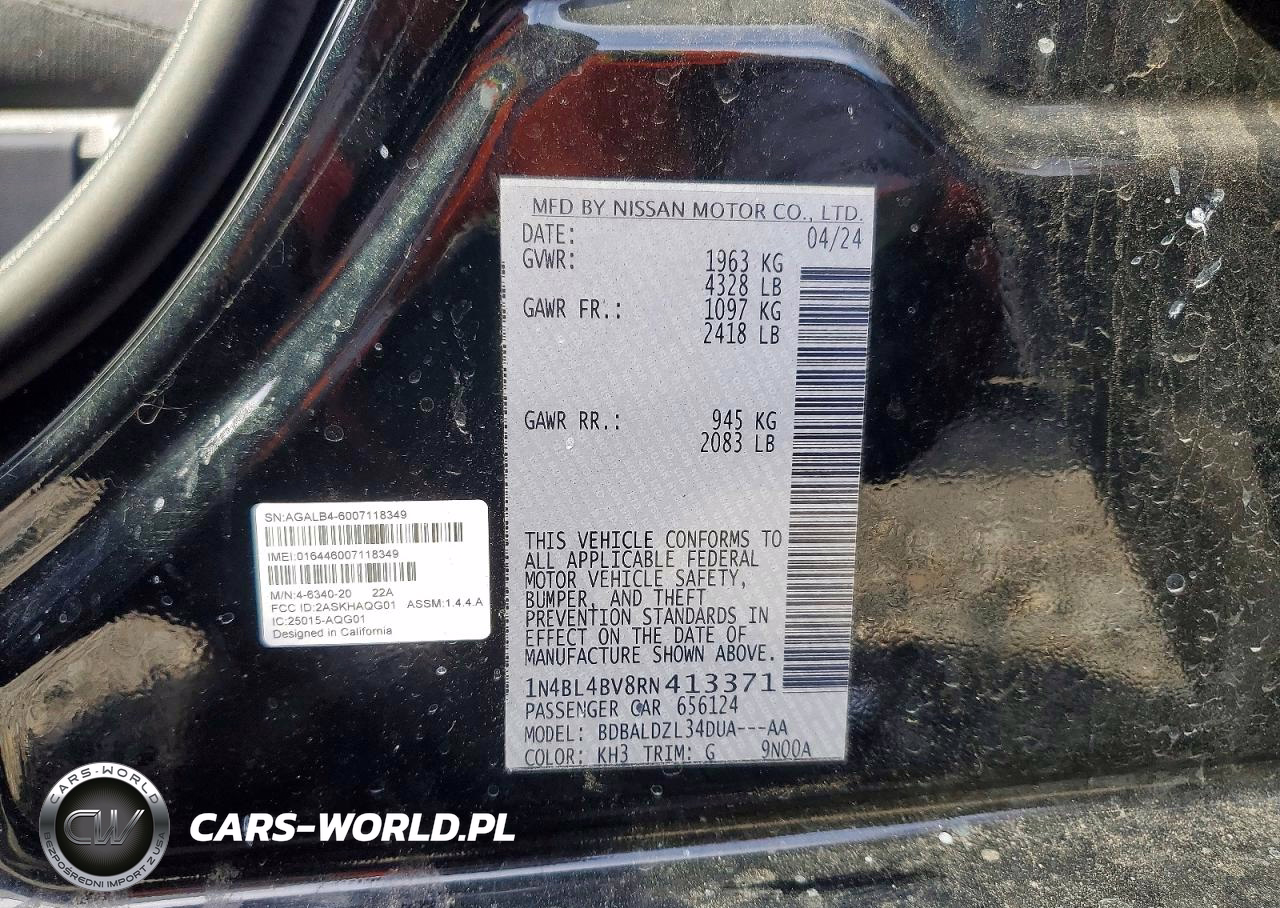 MFD BY NISSAN MOTOR CO., LTD.
DATE: 04/24
GVWR: 1963 KG
4328 LB
GAWR FR.: 1097 KG
2418 LB
GAWR RR.: 945 KG
2083 LB
THIS VEHICLE CONFORMS TO
ALL APPLICABLE FEDERAL
MOTOR VEHICLE SAFETY,
BUMPER, AND THEFT
PREVENTION STANDARDS IN
EFFECT ON THE DATE OF
MANUFACTURE SHOWN ABOVE.
1N4BL4BV8RN413371
PASSENGER CAR 656124
MODEL: BDBALDZL34DUA---AA
COLOR: KH3 TRIM: G 9N00A
SN:AGALB4-6007118349
IMEI:016446007118349
M/N:4-6340-20 22A
FCC ID:2ASKHAQG01 ASSM:1.4.4.A
IC:25015-AQG01
Designed in California
CARS-WORLD
CW
BEZPOŚREDNI IMPORT Z USA
CARS-WORLD.PL